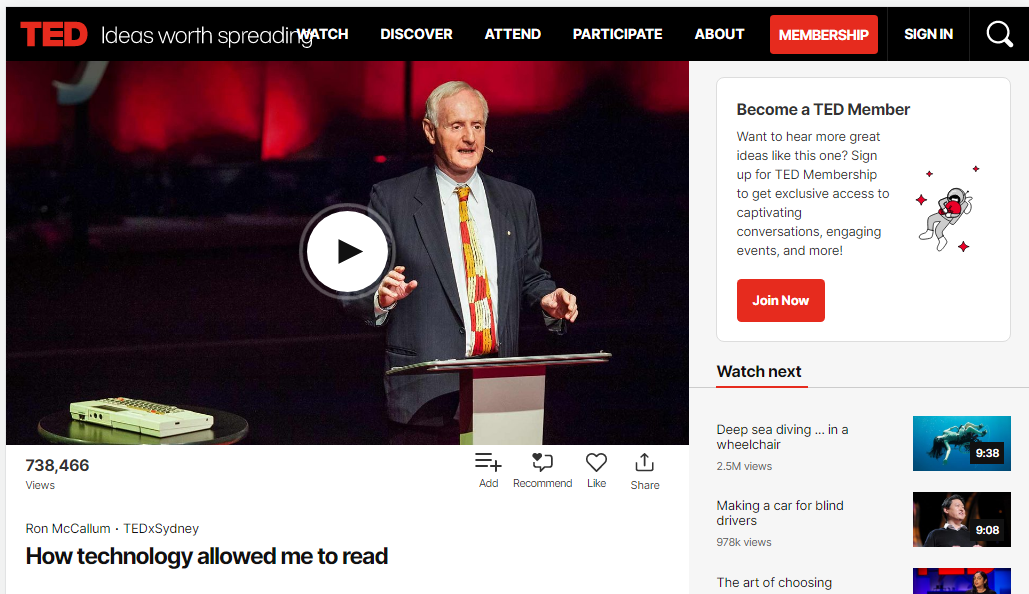 TED Ideas worth spreading WATCH DISCOVER ATTEND PARTICIPATE ABOUT MEMBERSHIP SIGN IN
Become a TED Member
Want to hear more great
ideas like this one? Sign
up for TED Membership
to get exclusive access to
captivating
conversations, engaging
events, and more!
Join Now
Watch next
Deep sea diving ... in a
wheelchair
2.5M views
9:38
Making a car for blind
drivers
978k views
9:08
The art of choosing
738,466
Views
Add Recommend Like Share
Ron McCallum • TEDxSydney
How technology allowed me to read